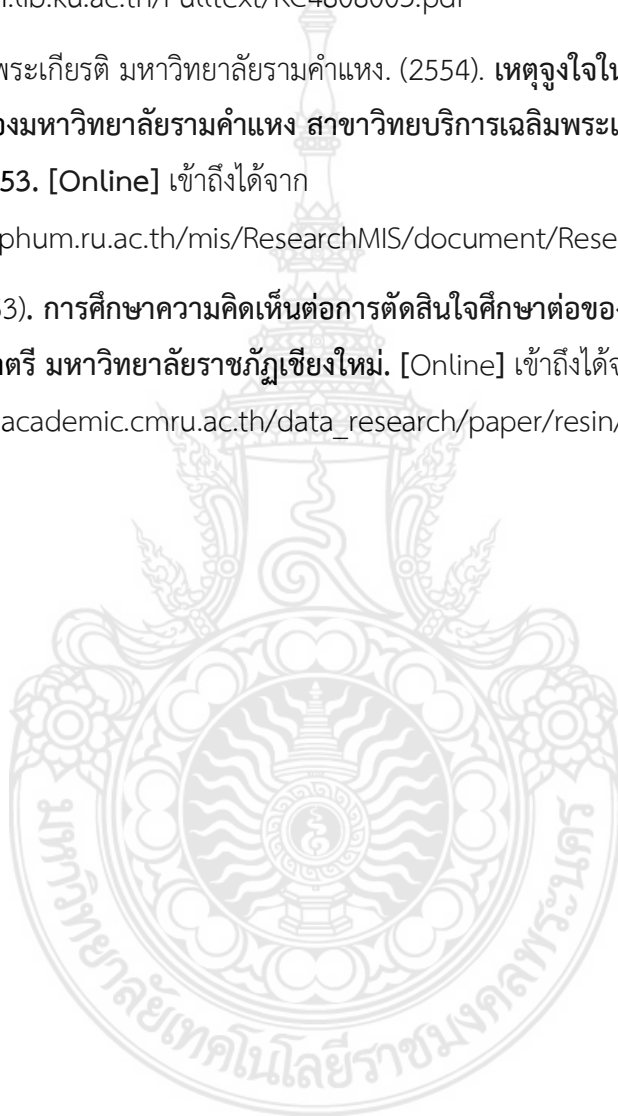 .lib.ku.ac.th/Fulltext/KC4808005.pdf
พระเกียรติ มหาวิทยาลัยรามคำแหง. (2554). เหตุจูงใจใน
องมหาวิทยาลัยรามคำแหง สาขาวิทยบริการเฉลิมพระเ
53. [Online] เข้าถึงได้จาก
phum.ru.ac.th/mis/ResearchMIS/document/Rese
3). การศึกษาความคิดเห็นต่อการตัดสินใจศึกษาต่อของ
าตรี มหาวิทยาลัยราชภัฏเชียงใหม่. [Online] เข้าถึงได้จ
academic.cmru.ac.th/data_research/paper/resin/
มหาวิทยาลัยเทคโนโลยีราชมงคลพระนคร